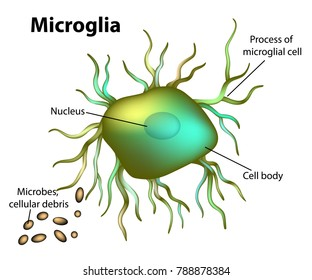 Microglia
Process of
microglial cell
Nucleus
Cell body
Microbes,
cellular debris
shutterstock.com · 788878384